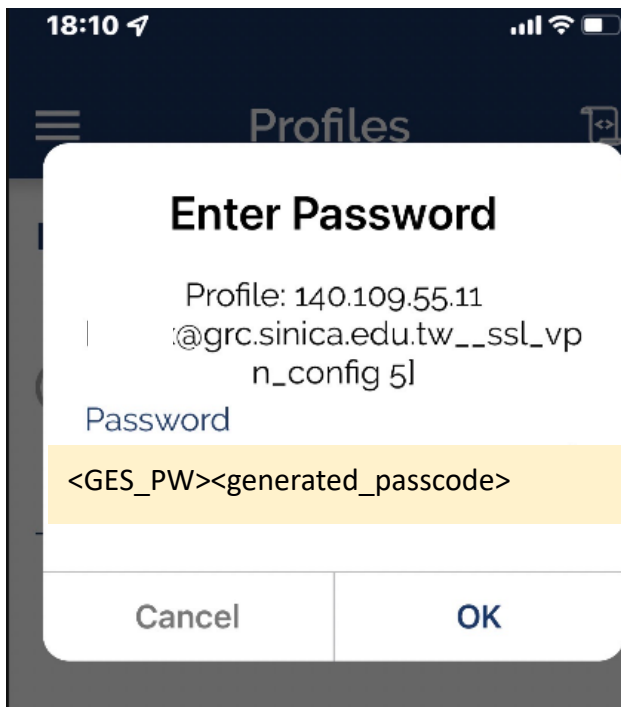 18:10
Profiles
Enter Password
Profile: 140.109.55.11
@grc.sinica.edu.tw__ssl_vp
n_config 5]
Password
<GES_PW><generated_passcode>
Cancel
OK